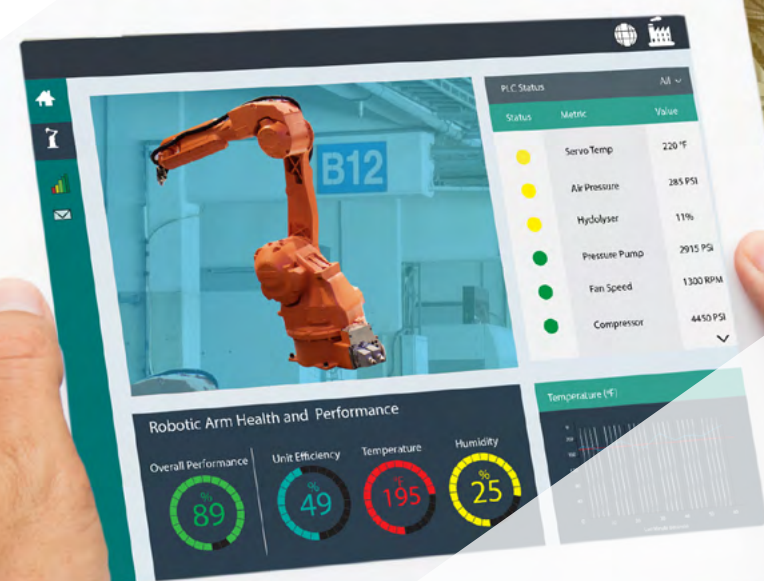 B12
PLC Status All
Status Metric Value
Servo Temp 220 °F
Air Pressure 285 PSI
Hydolyser 11%
Pressure Pump 2915 PSI
Fan Speed 1300 RPM
Compressor 4450 PSI
Robotic Arm Health and Performance
Overall Performance
%
89
Unit Efficiency
%
49
Temperature
°F
195
Humidity
%
25
Temperature (°F)